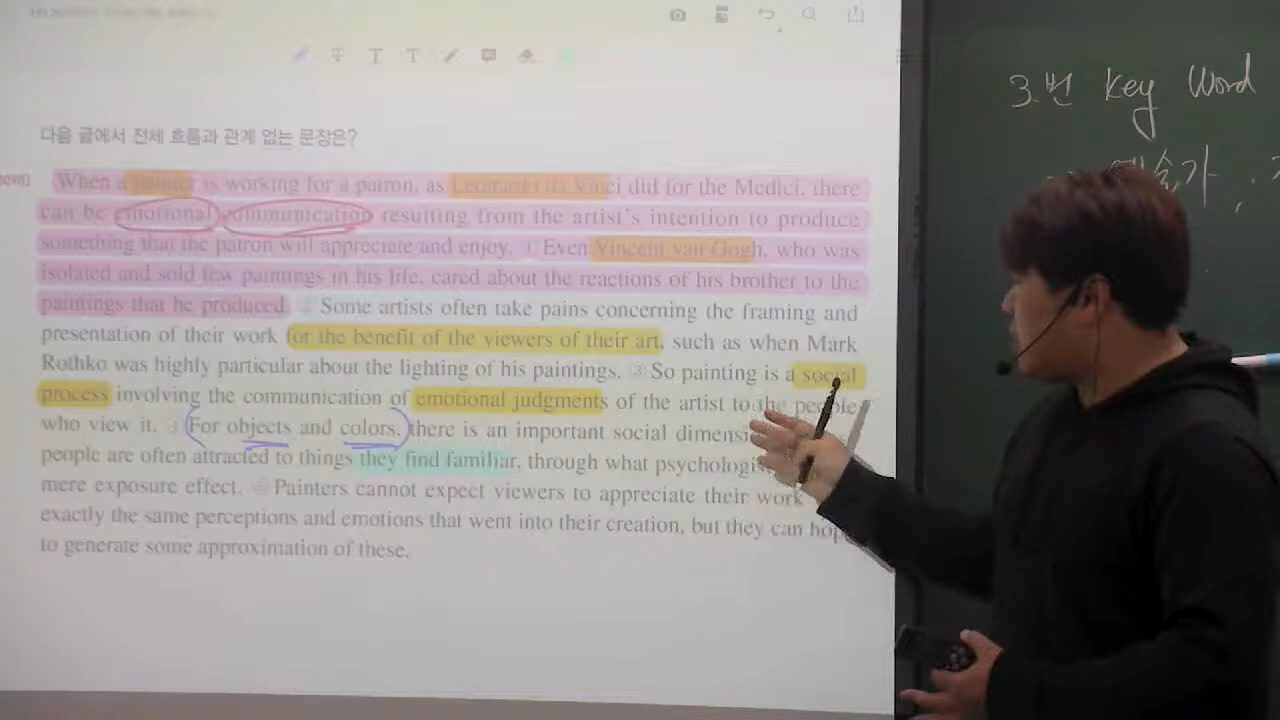 다음 글에서 전체 흐름과 관계 없는 문장은?
When a painter is working for a patron, as Leonardo da Vinci did for the Medici, there
can be emotional communication resulting from the artist's intention to produce
something that the patron will appreciate and enjoy. ① Even Vincent van Gogh, who was
isolated and sold few paintings in his life, cared about the reactions of his brother to the
paintings that he produced. ② Some artists often take pains concerning the framing and
presentation of their work for the benefit of the viewers of their art, such as when Mark
Rothko was highly particular about the lighting of his paintings. ③ So painting is a social
process involving the communication of emotional judgments of the artist to the people
who view it. ④ For objects and colors, there is an important social
people are often attracted to things they find familiar, through what
mere exposure effect. ⑤ Painters cannot expect viewers to appreciate their work
exactly the same perceptions and emotions that went into their creation, but they can hope
to generate some approximation of these.
3번 Key Word